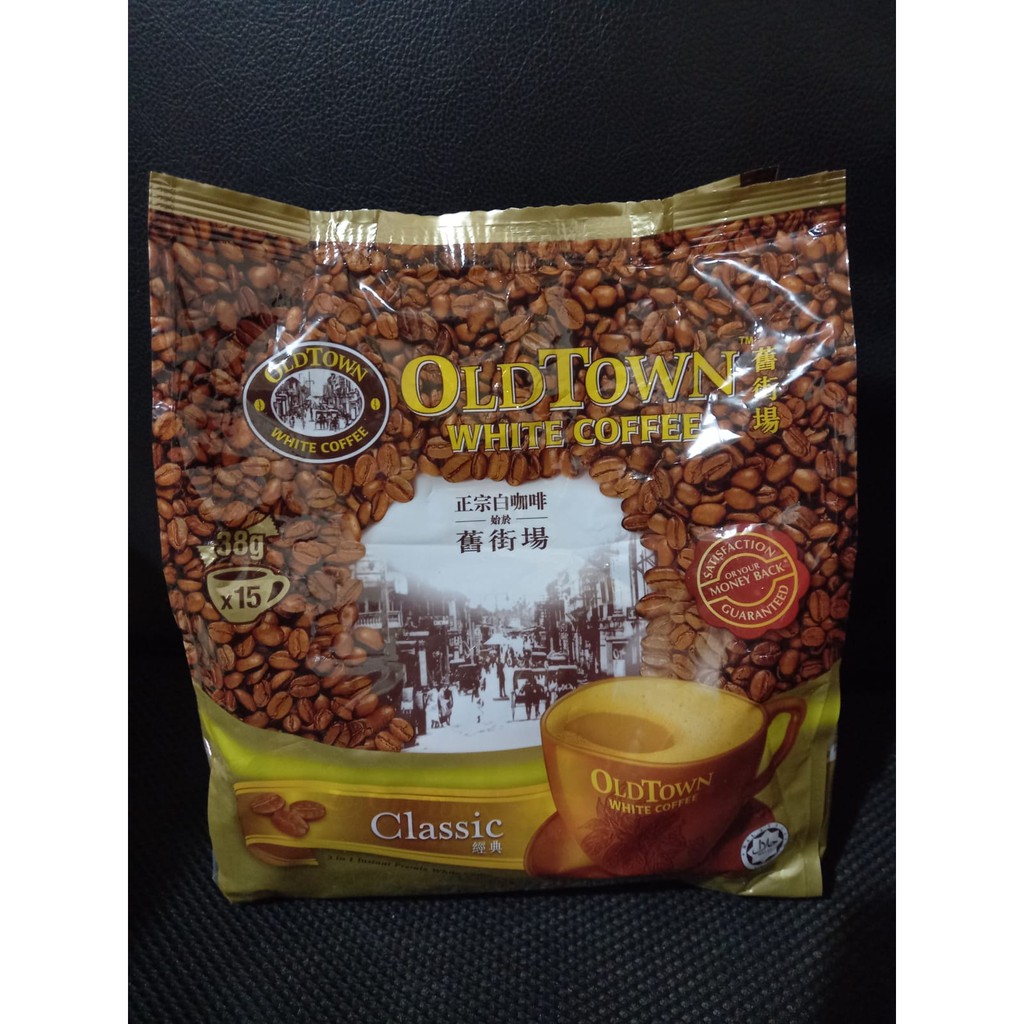 OLDTOWN
WHITE COFFEE
OLDTOWN™
WHITE COFFEE
舊街場
正宗白咖啡
始於
舊街場
38g
x15
SATISFACTION
OR YOUR
MONEY BACK
GUARANTEED
OLDTOWN
WHITE COFFEE
Classic
經典